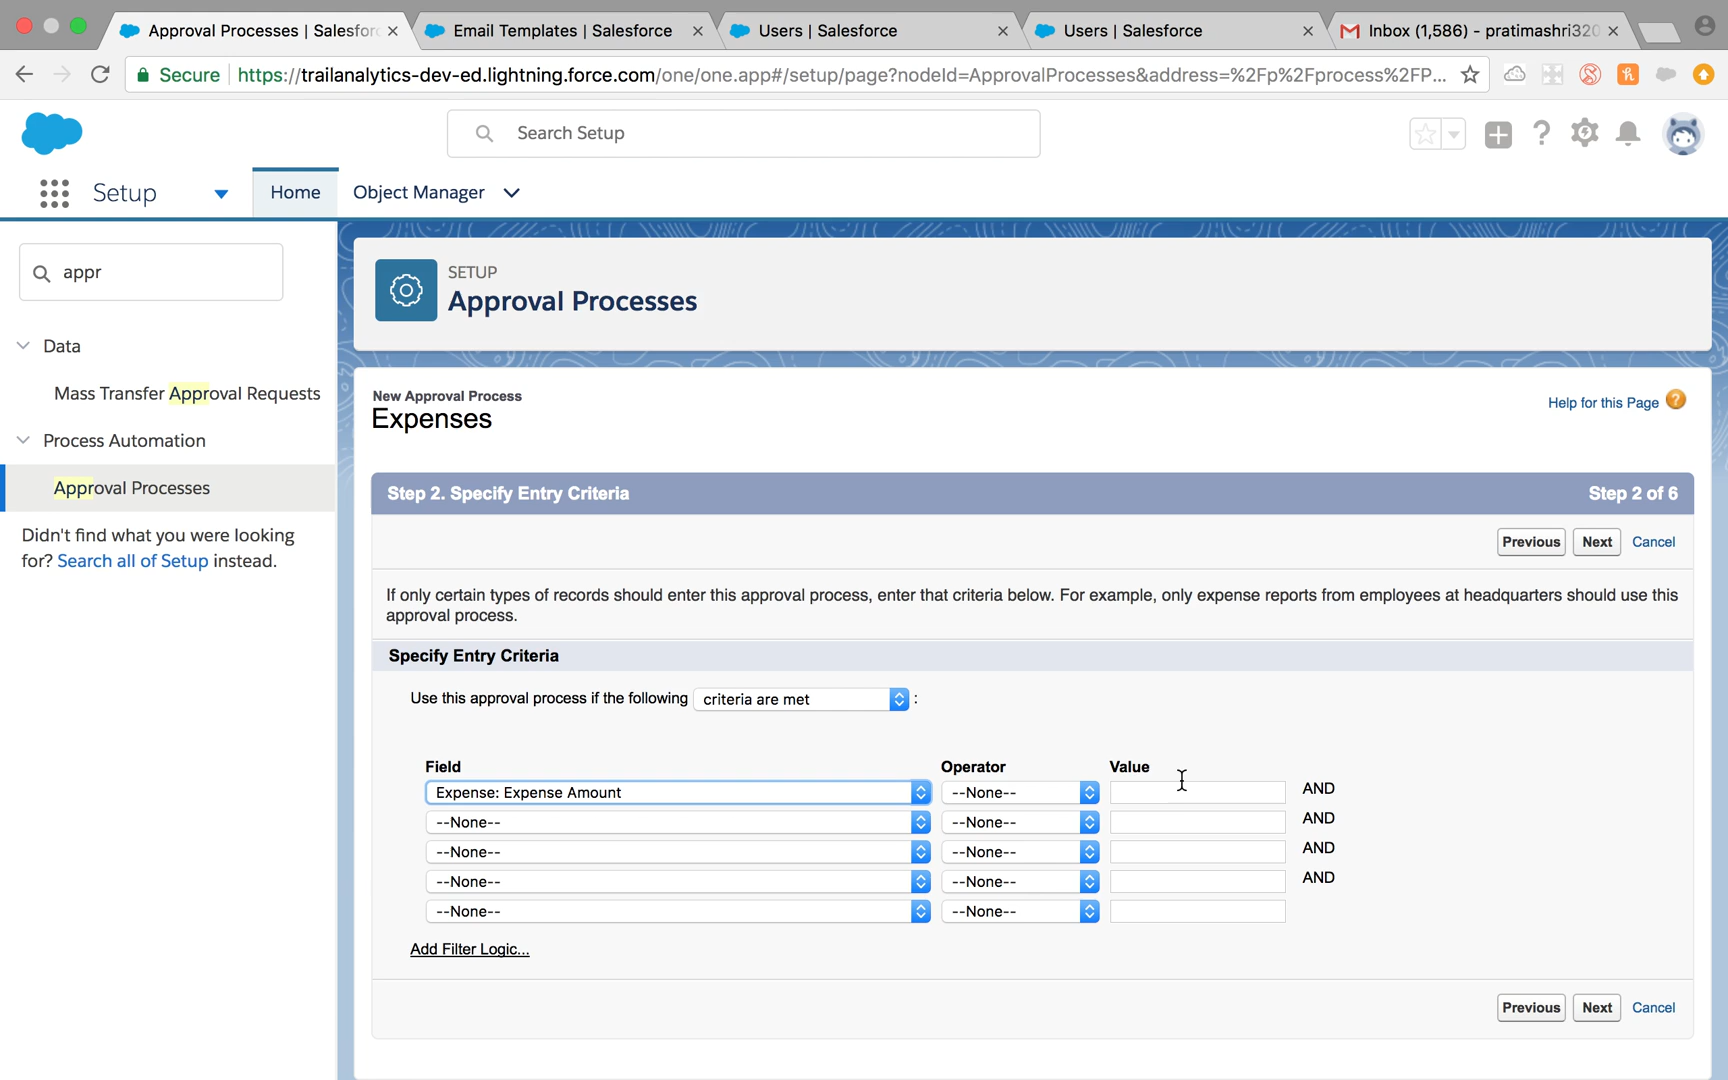 Approval Processes | Salesforc
Email Templates | Salesforce
Users | Salesforce
Users | Salesforce
Inbox (1,586) - pratimashri320
Secure
https://trailanalytics-dev-ed.lightning.force.com/one/one.app#/setup/page?nodeId=ApprovalProcesses&address=%2Fp%2Fprocess%2FP...
Search Setup
Setup
Home
Object Manager
appr
Data
Mass Transfer Approval Requests
Process Automation
Approval Processes
Didn't find what you were looking
for? Search all of Setup instead.
SETUP
Approval Processes
New Approval Process
Expenses
Help for this Page
Step 2. Specify Entry Criteria
Step 2 of 6
Previous
Next
Cancel
If only certain types of records should enter this approval process, enter that criteria below. For example, only expense reports from employees at headquarters should use this
approval process.
Specify Entry Criteria
Use this approval process if the following criteria are met :
Field Operator Value
Expense: Expense Amount --None-- AND
--None-- --None-- AND
--None-- --None-- AND
--None-- --None-- AND
--None-- --None--
Add Filter Logic...
Previous
Next
Cancel